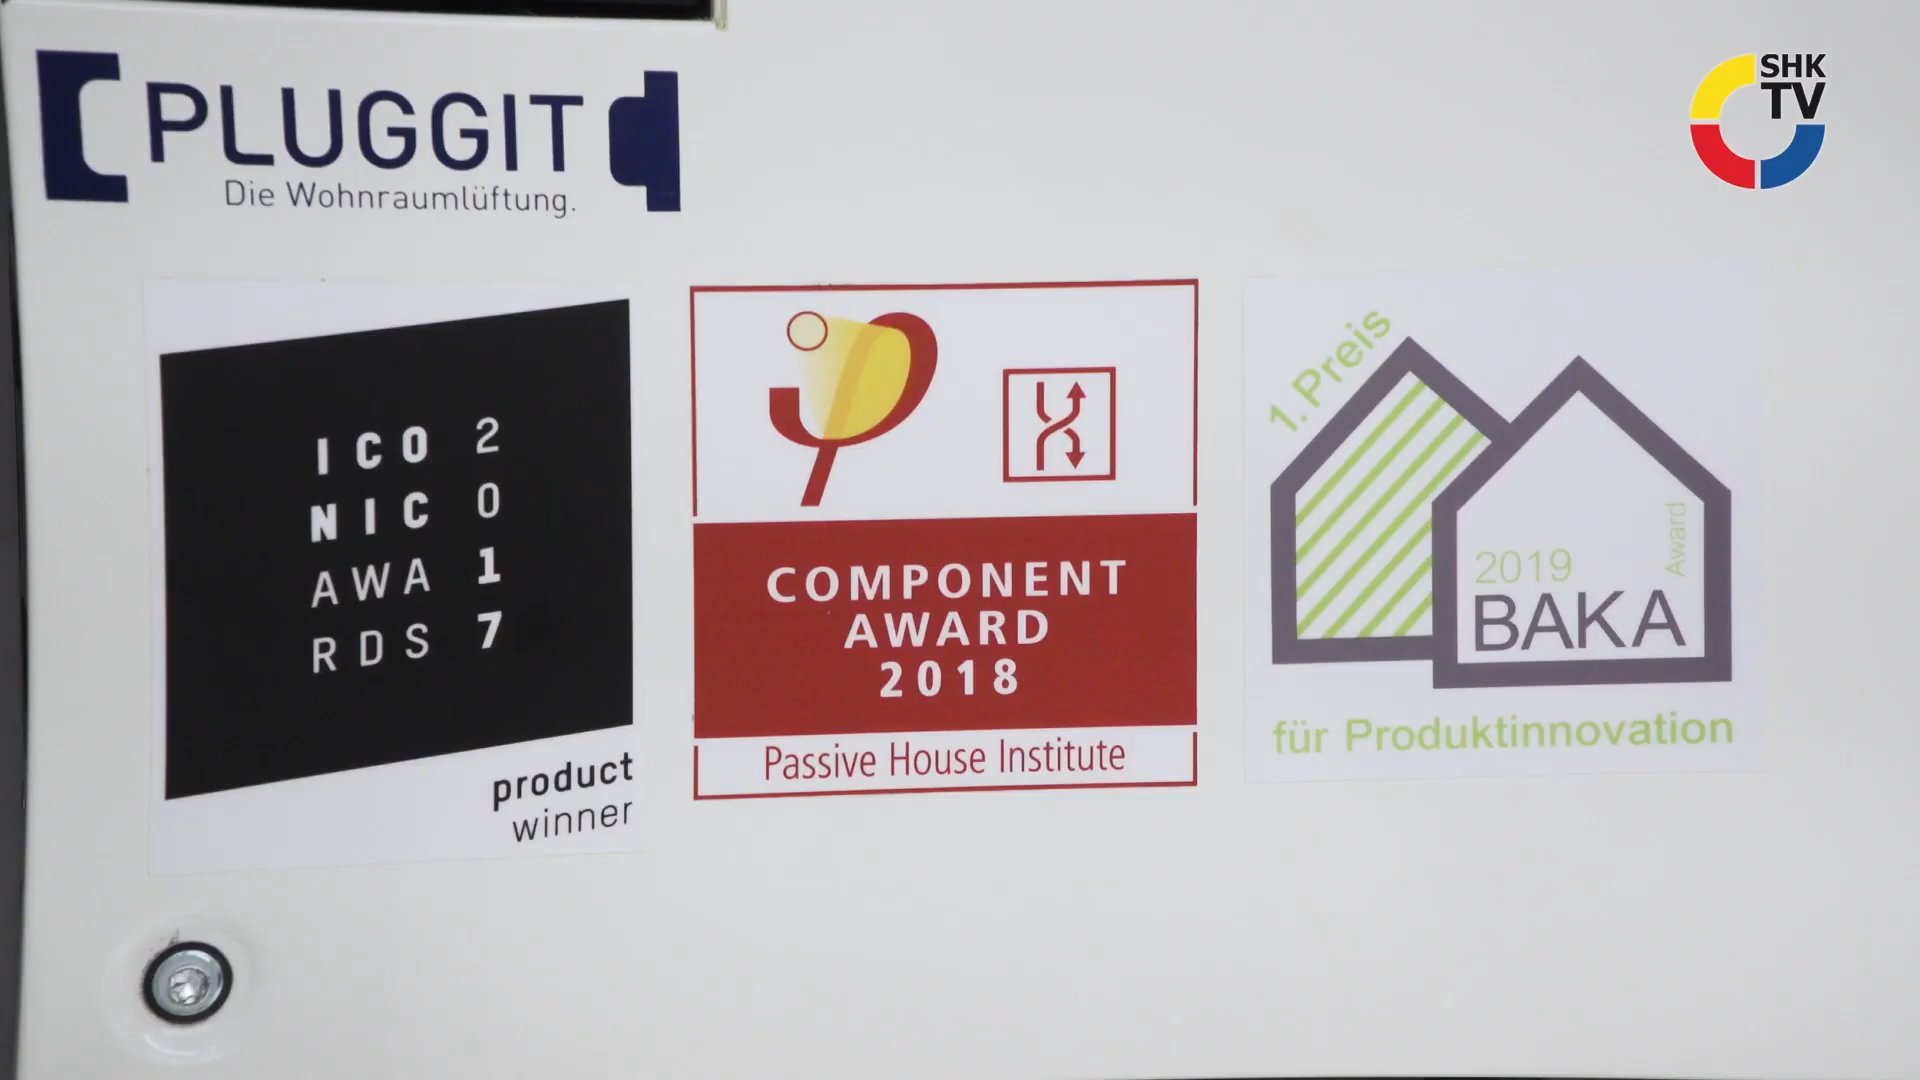 PLUGGIT
Die Wohnraumlüftung.
SHK
TV
ICO 2
NIC 0
AWA 1
RDS 7
product
winner
COMPONENT
AWARD
2018
Passive House Institute
1. Preis
2019
BAKA
Award
für Produktinnovation